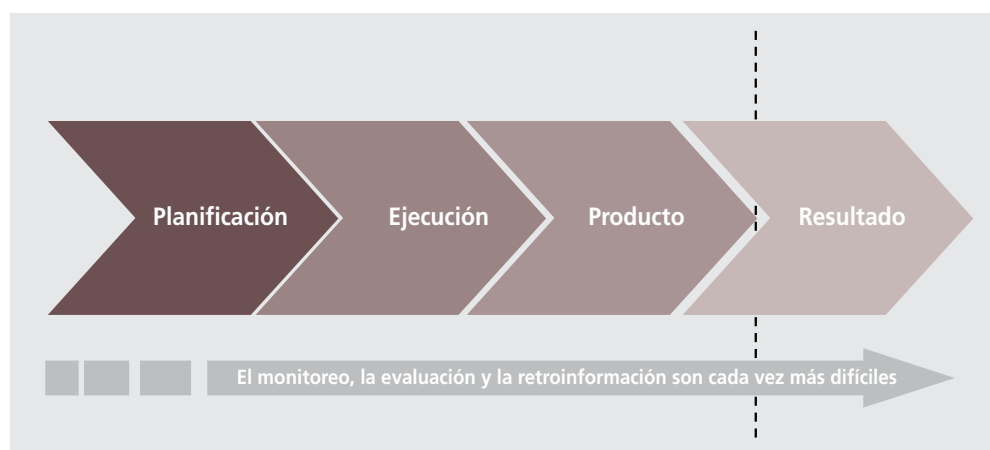 Planificación
Ejecución
Producto
Resultado
El monitoreo, la evaluación y la retroinformación son cada vez más difíciles